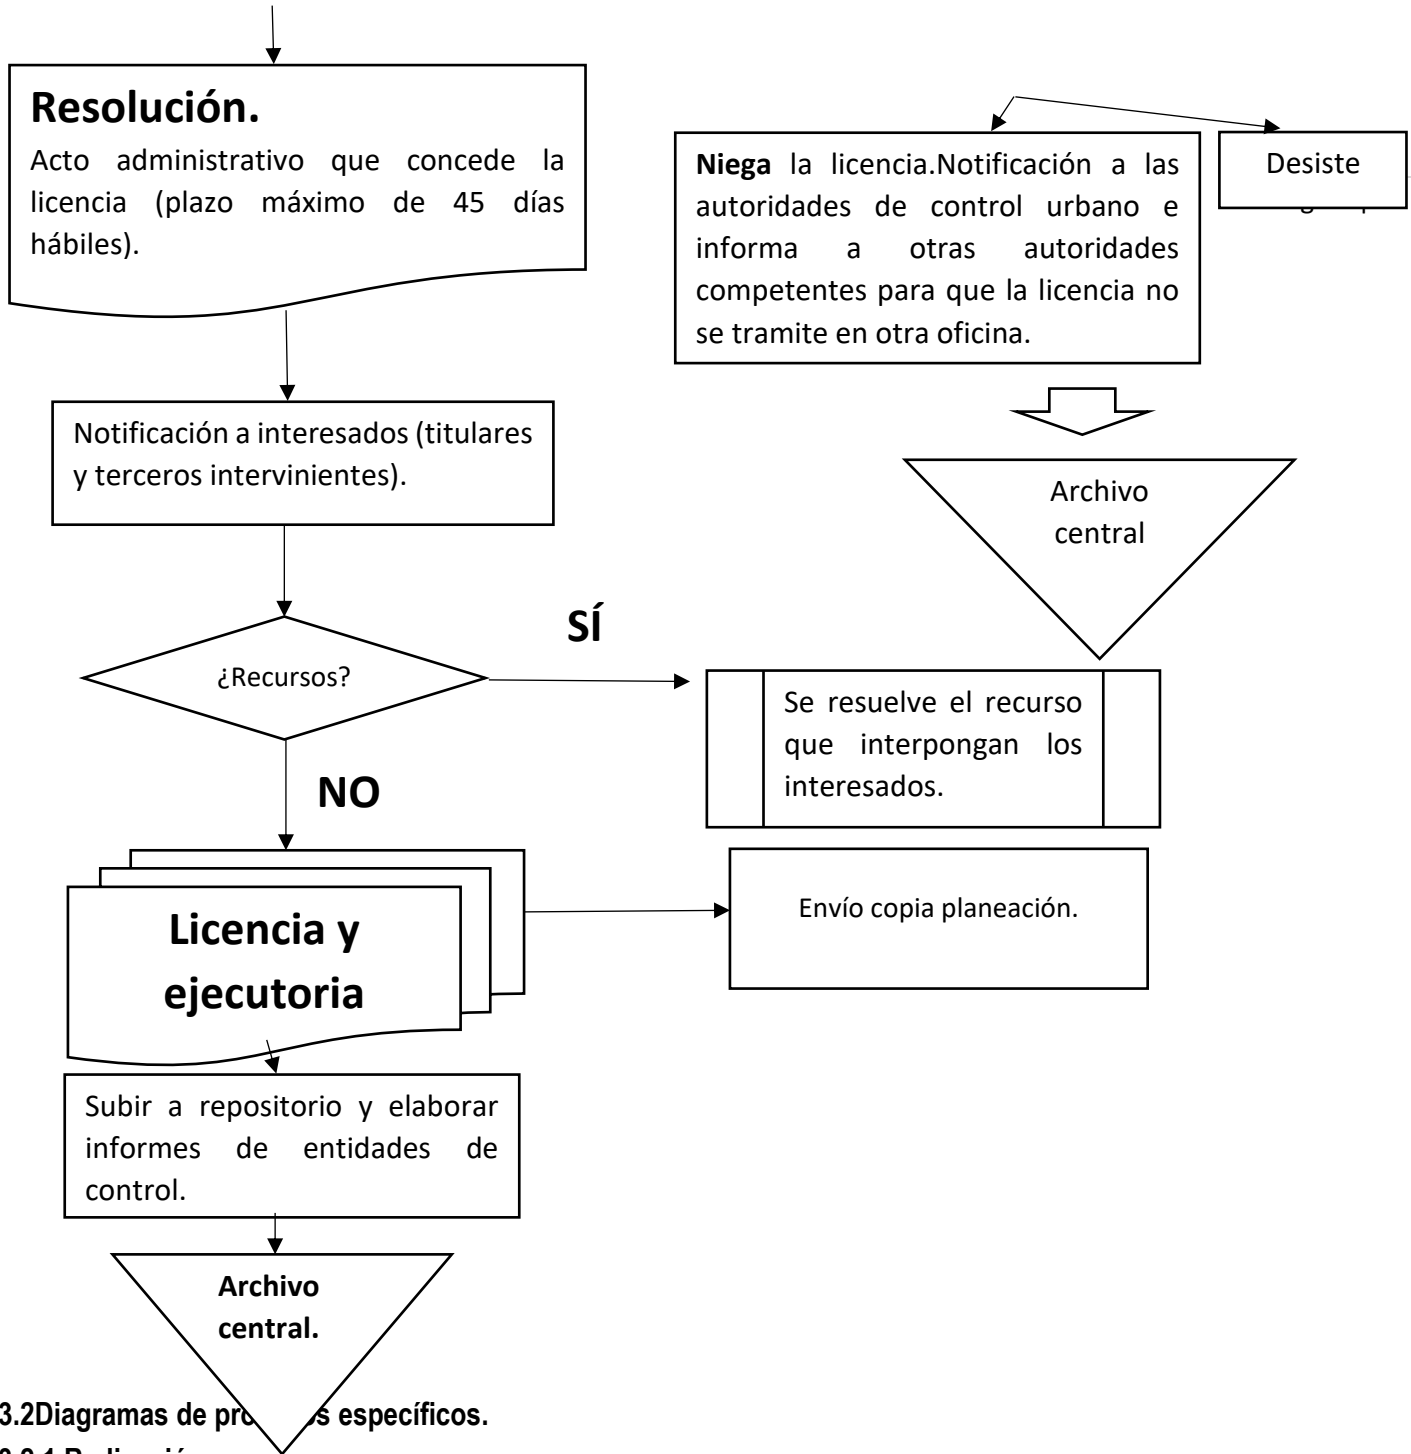 Resolución.
Acto administrativo que concede la
licencia (plazo máximo de 45 días
hábiles).
Niega la licencia.Notificación a las
autoridades de control urbano e
informa a otras autoridades
competentes para que la licencia no
se tramite en otra oficina.
Desiste
Notificación a interesados (titulares
y terceros intervinientes).
Archivo
central
¿Recursos?
SÍ
Se resuelve el recurso
que interpongan los
interesados.
NO
Licencia y
ejecutoria
Envío copia planeación.
Subir a repositorio y elaborar
informes de entidades de
control.
Archivo
central.
3.2Diagramas de específicos.